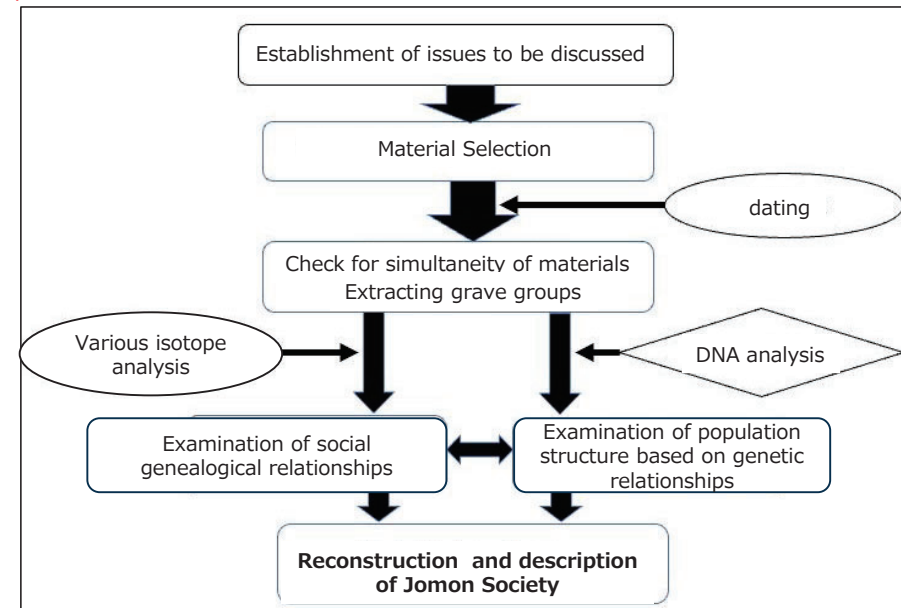 Establishment of issues to be discussed
Material Selection
dating
Check for simultaneity of materials
Extracting grave groups
Various isotope
analysis
DNA analysis
Examination of social
genealogical relationships
Examination of population
structure based on genetic
relationships
Reconstruction and description
of Jomon Society